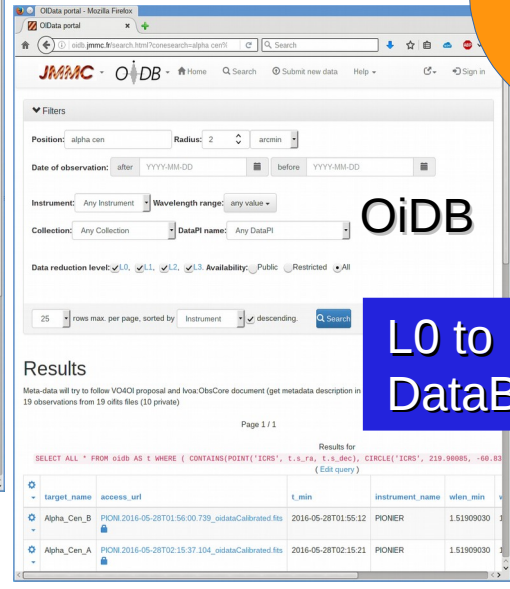 OIData portal - Mozilla Firefox
OIData portal
oidb.jmmc.fr/search.html?conesearch=alpha cen%
Search
JMMC - OiDB - Home Search Submit new data Help Sign in
Filters
Position: alpha cen Radius: 2 arcmin
Date of observation: after YYYY-MM-DD before YYYY-MM-DD
Instrument: Any Instrument Wavelength range: any value
Collection: Any Collection DataPI name: Any DataPI
OiDB
Data reduction level: L0, L1, L2, L3. Availability: Public Restricted All
25 rows max. per page, sorted by Instrument descending. Search
L0 to
DataB
Results
Meta-data will try to follow VO4OI proposal and Ivoa:ObsCore document (get metadata description in
19 observations from 19 oifits files (10 private)
Page 1 / 1
Results for
SELECT ALL * FROM oidb AS t WHERE ( CONTAINS(POINT('ICRS', t.s_ra, t.s_dec), CIRCLE('ICRS', 219.90085, -60.83
( Edit query )
target_name access_url t_min instrument_name wlen_min
Alpha_Cen_B PIONI.2016-05-28T01:56:00.739_oidataCalibrated.fits 2016-05-28T01:55:12 PIONIER 1.51909030 1
Alpha_Cen_A PIONI.2016-05-28T02:15:37.104_oidataCalibrated.fits 2016-05-28T02:15:21 PIONIER 1.51909030 1